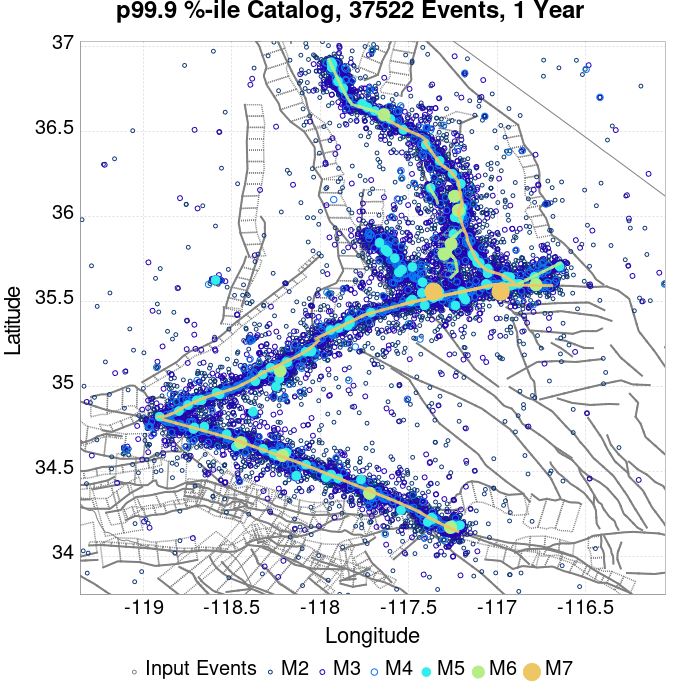 p99.9 %-ile Catalog, 37522 Events, 1 Year
37
36.5
36
35.5
35
34.5
34
Latitude
-119 -118.5 -118 -117.5 -117 -116.5
Longitude
Input Events M2 M3 M4 M5 M6 M7